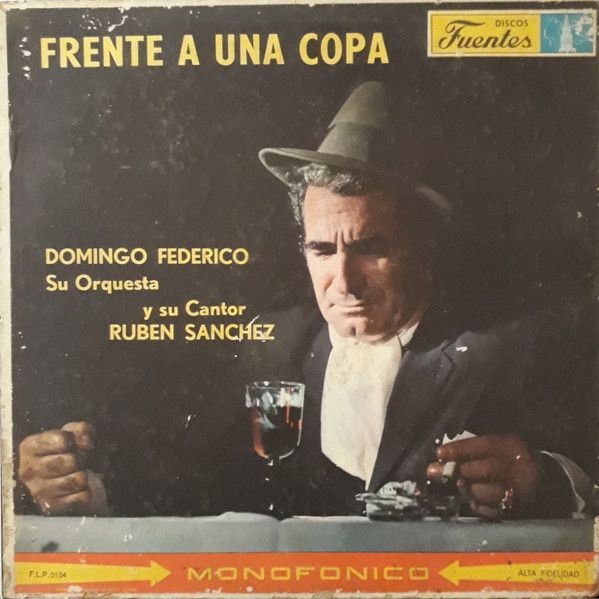 FRENTE A UNA COPA
DISCOS
Fuentes
DOMINGO FEDERICO
Su Orquesta
y su Cantor
RUBEN SANCHEZ
F.L.P. 0134
MONOFONICO
ALTA FIDELIDAD